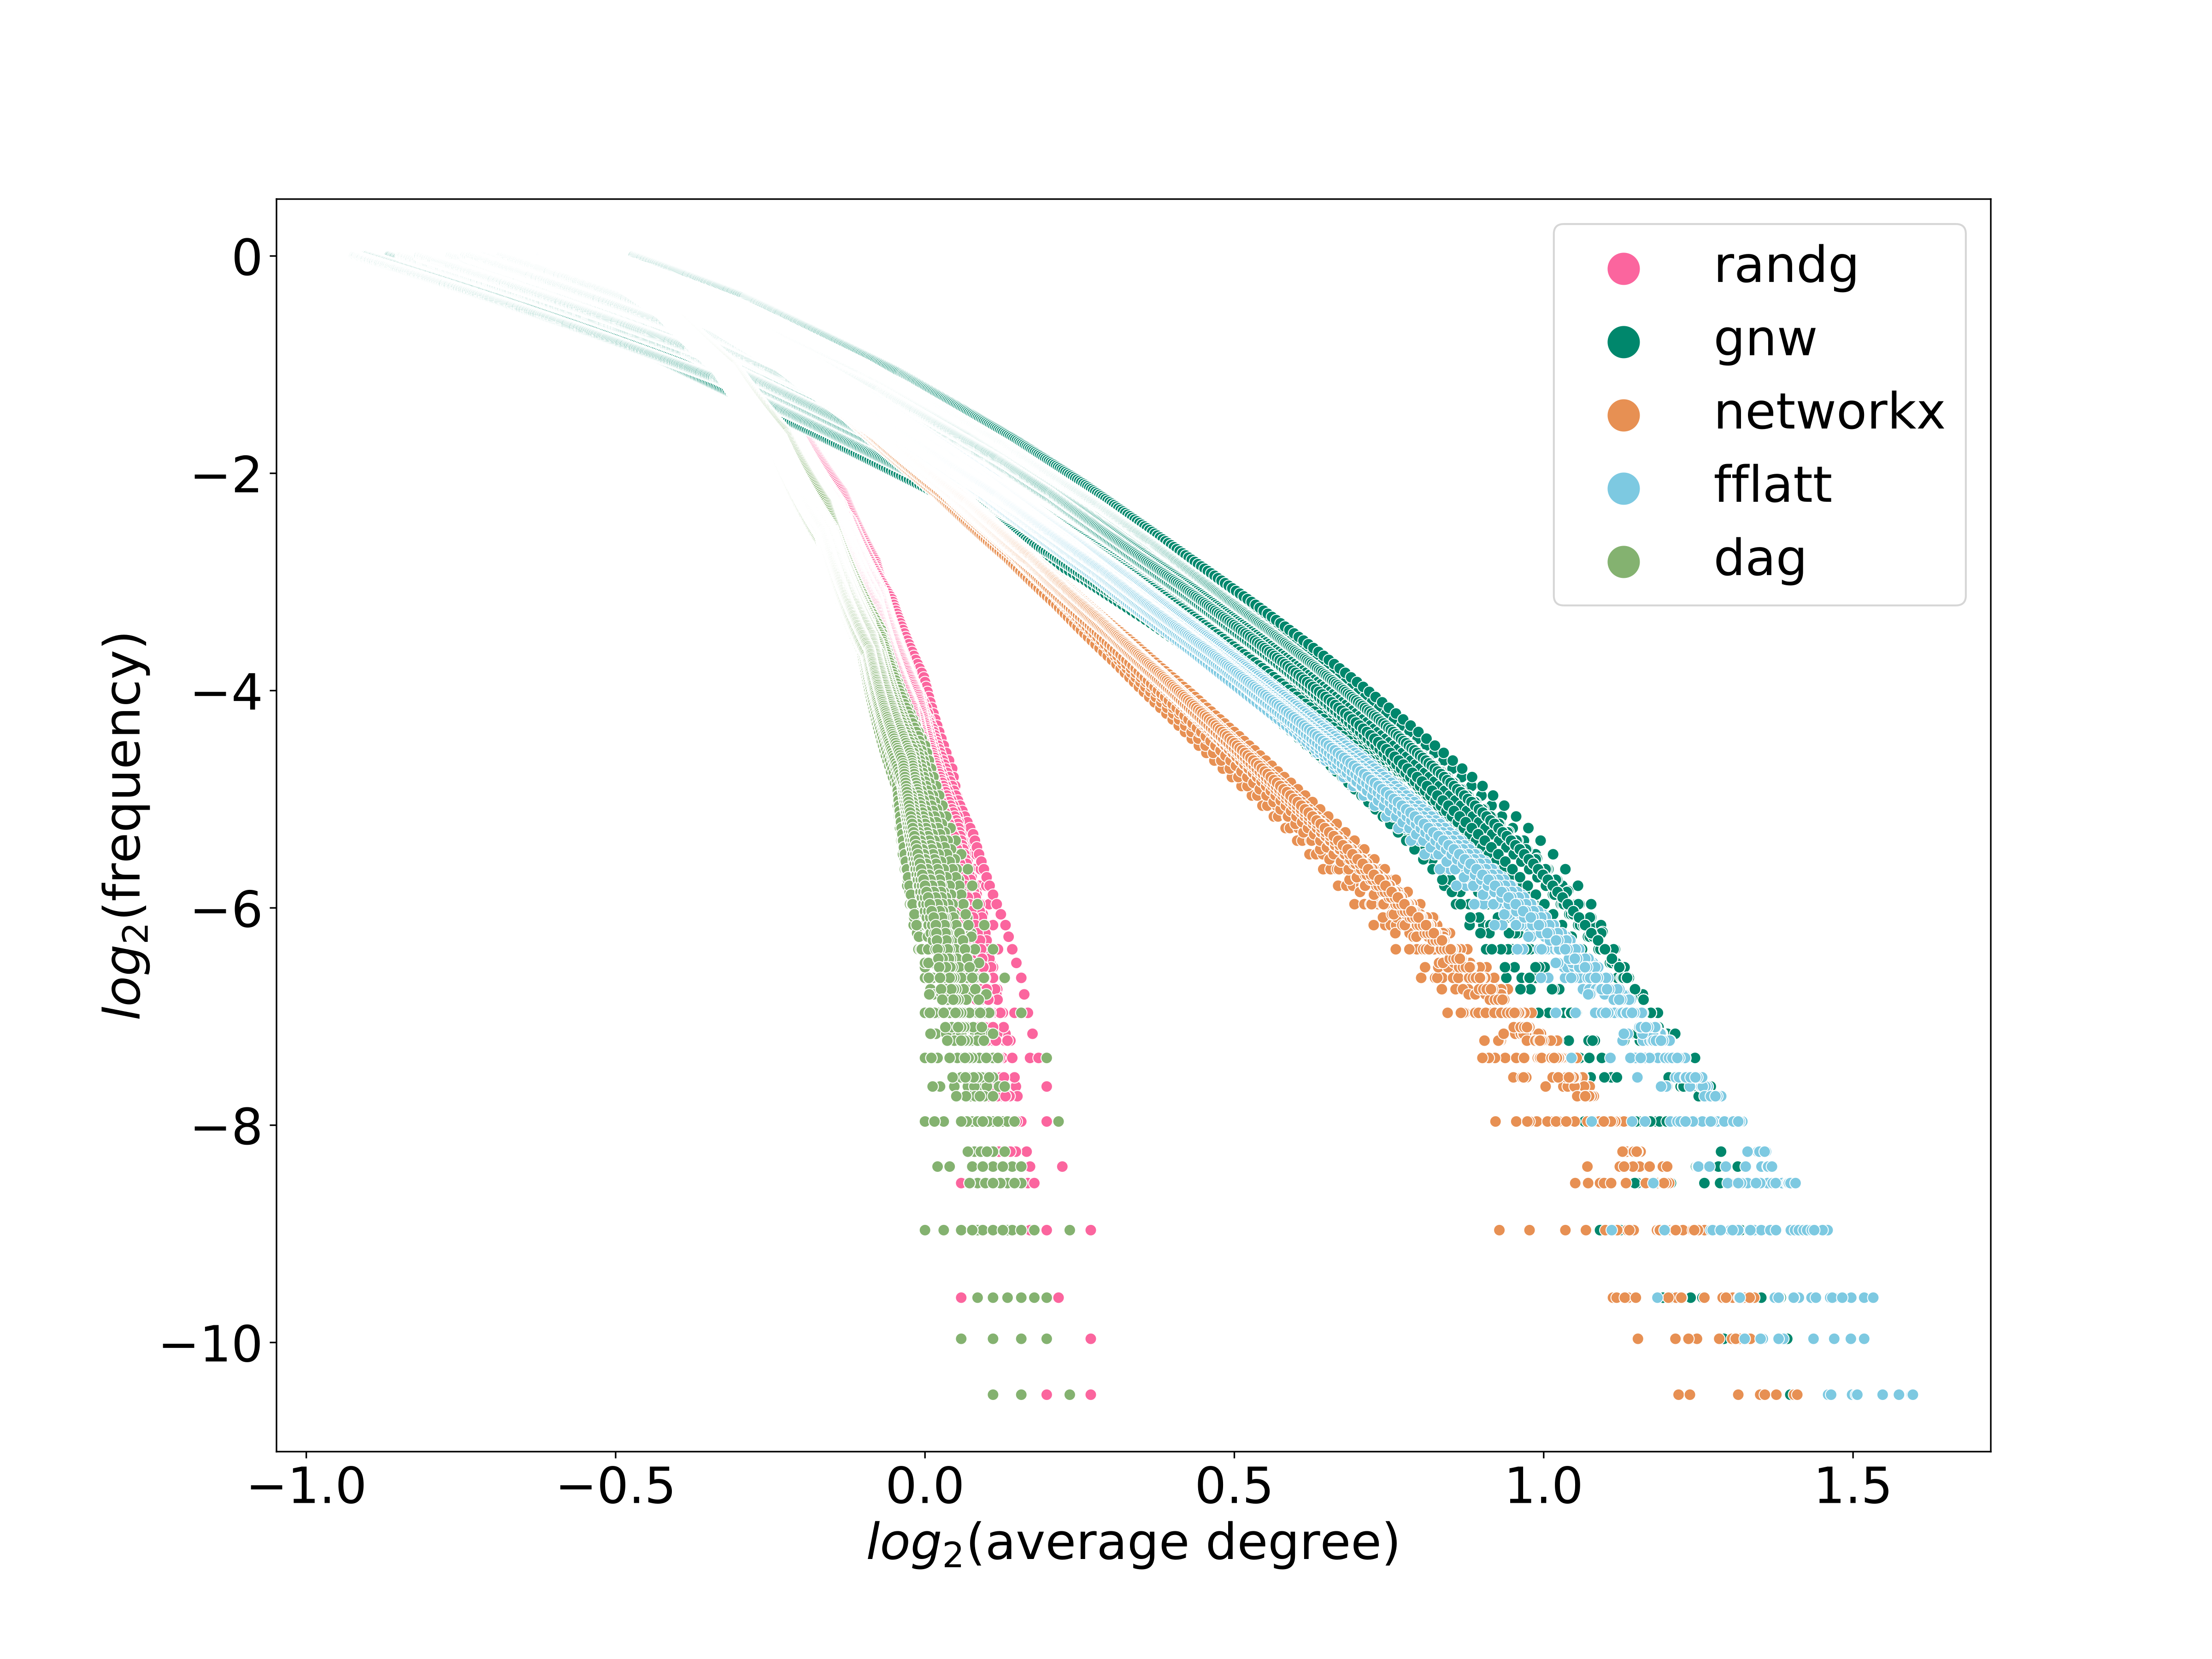 randg
gnw
networkx
fflatt
dag
0
−2
−4
−6
−8
−10
log₂(frequency)
−1.0 −0.5 0.0 0.5 1.0 1.5
log₂(average degree)